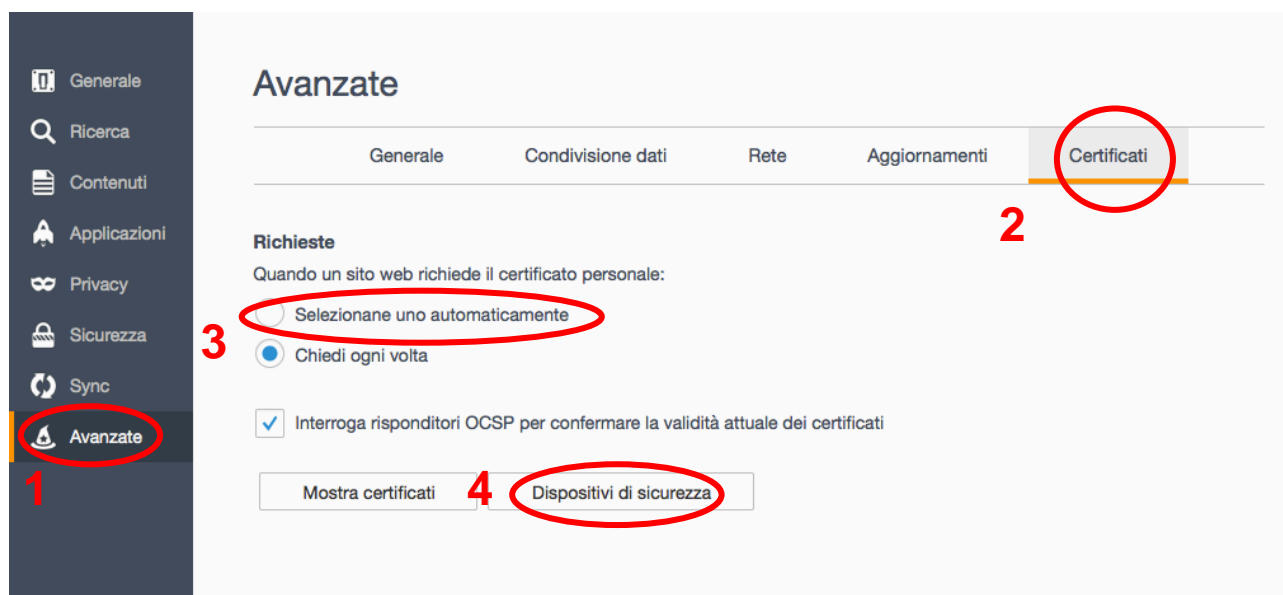 Generale
Ricerca
Contenuti
Applicazioni
Privacy
Sicurezza
Sync
Avanzate
1
Avanzate
Generale Condivisione dati Rete Aggiornamenti Certificati
2
Richieste
Quando un sito web richiede il certificato personale:
Selezionane uno automaticamente
3
Chiedi ogni volta
Interroga risponditori OCSP per confermare la validità attuale dei certificati
Mostra certificati 4 Dispositivi di sicurezza